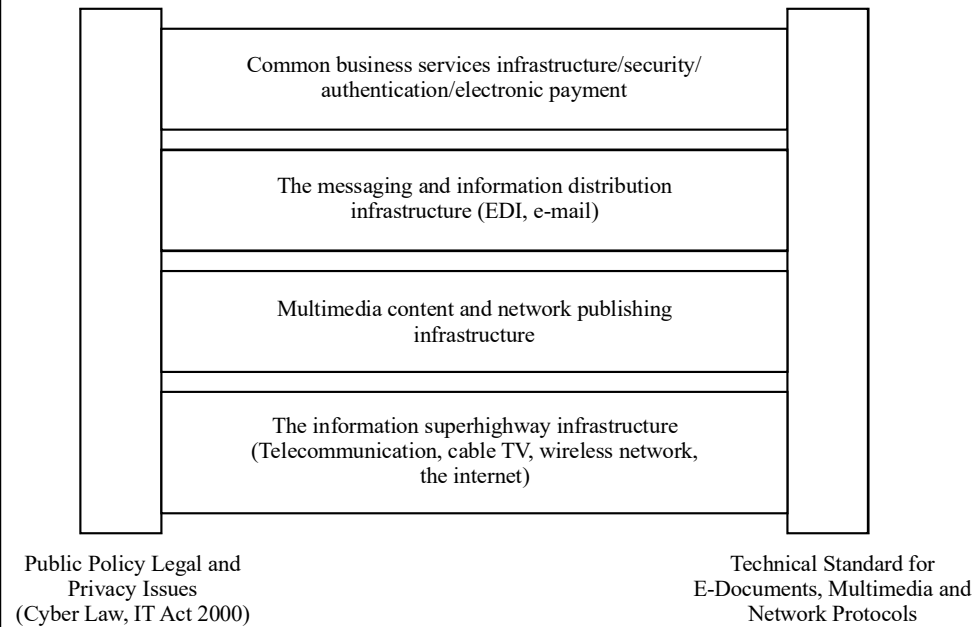 Common business services infrastructure/security/
authentication/electronic payment
The messaging and information distribution
infrastructure (EDI, e-mail)
Multimedia content and network publishing
infrastructure
The information superhighway infrastructure
(Telecommunication, cable TV, wireless network,
the internet)
Public Policy Legal and
Privacy Issues
(Cyber Law, IT Act 2000)
Technical Standard for
E-Documents, Multimedia and
Network Protocols